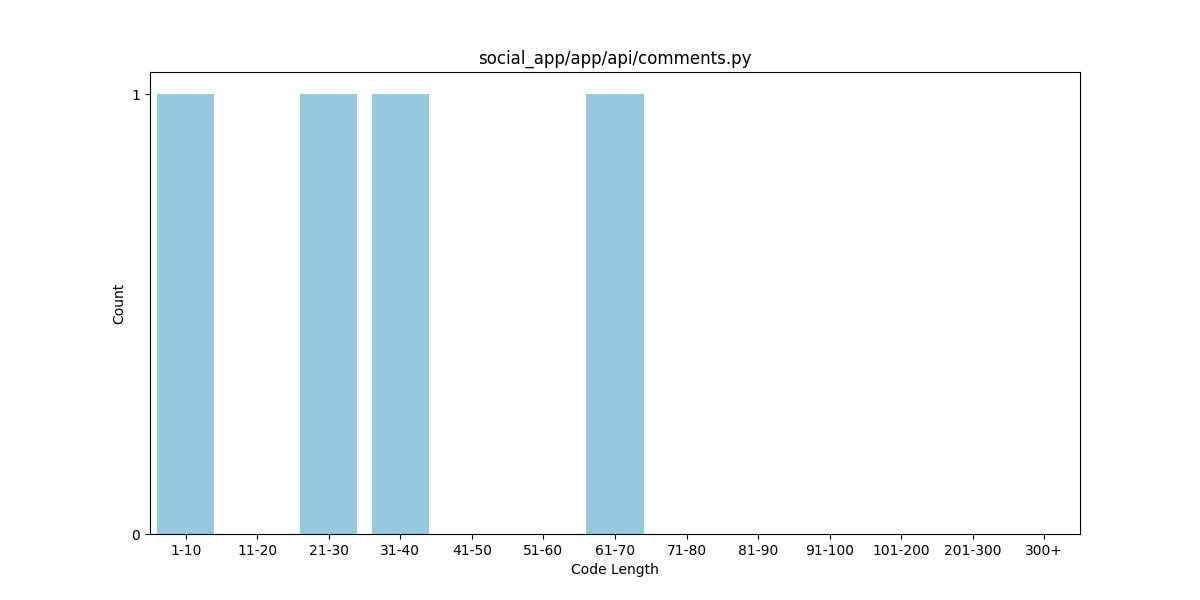 social_app/app/api/comments.py
1
Count
0
1-10 11-20 21-30 31-40 41-50 51-60 61-70 71-80 81-90 91-100 101-200 201-300 300+
Code Length